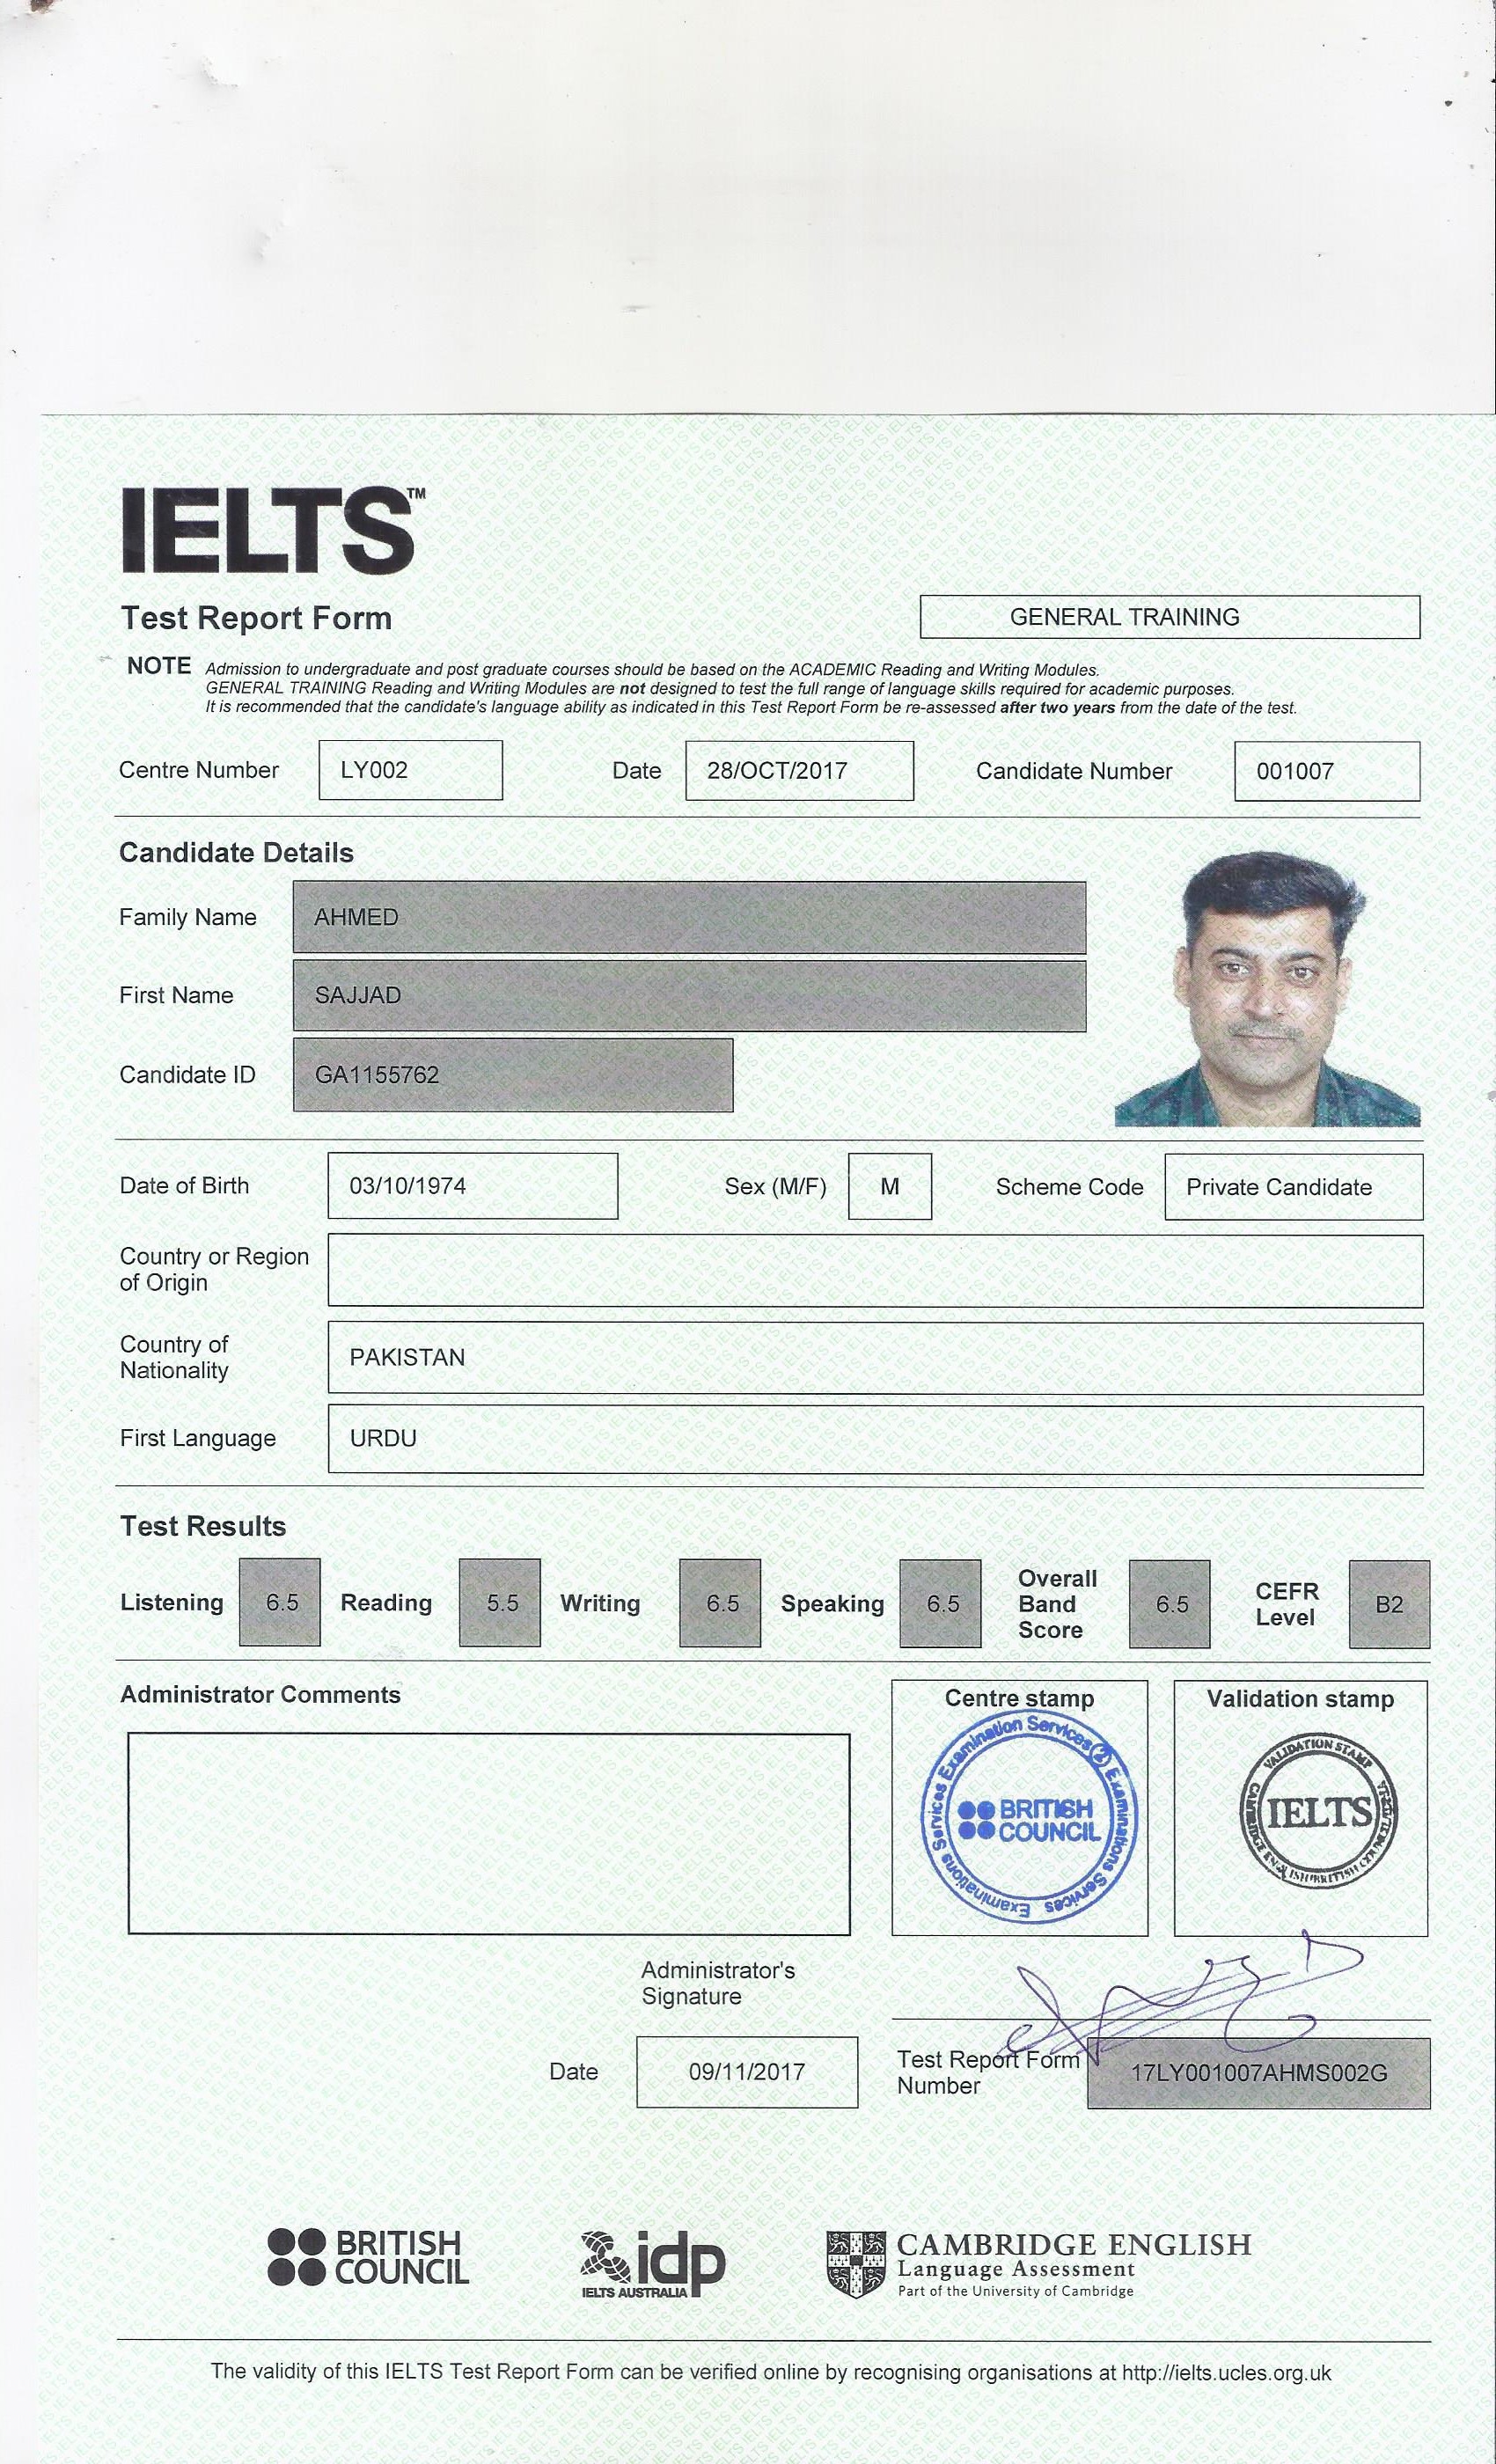 IELTS™
Test Report Form
GENERAL TRAINING
NOTE Admission to undergraduate and post graduate courses should be based on the ACADEMIC Reading and Writing Modules.
GENERAL TRAINING Reading and Writing Modules are not designed to test the full range of language skills required for academic purposes.
It is recommended that the candidate's language ability as indicated in this Test Report Form be re-assessed after two years from the date of the test.
Centre Number LY002 Date 28/OCT/2017 Candidate Number 001007
Candidate Details
Family Name AHMED
First Name SAJJAD
Candidate ID GA1155762
Date of Birth 03/10/1974 Sex (M/F) M Scheme Code Private Candidate
Country or Region
of Origin
Country of
Nationality
PAKISTAN
First Language URDU
Test Results
Listening 6.5 Reading 5.5 Writing 6.5 Speaking 6.5 Overall Band Score 6.5 CEFR Level B2
Administrator Comments
Centre stamp
Examination Services 2 Examinations Services Examinations Services
BRITISH
COUNCIL
Validation stamp
VALIDATION STAMP
IELTS
Administrator's
Signature
Date 09/11/2017
Test Report Form
Number
17LY001007AHMS002G
BRITISH
COUNCIL
idp
IELTS AUSTRALIA
CAMBRIDGE ENGLISH
Language Assessment
Part of the University of Cambridge
The validity of this IELTS Test Report Form can be verified online by recognising organisations at http://ielts.ucles.org.uk